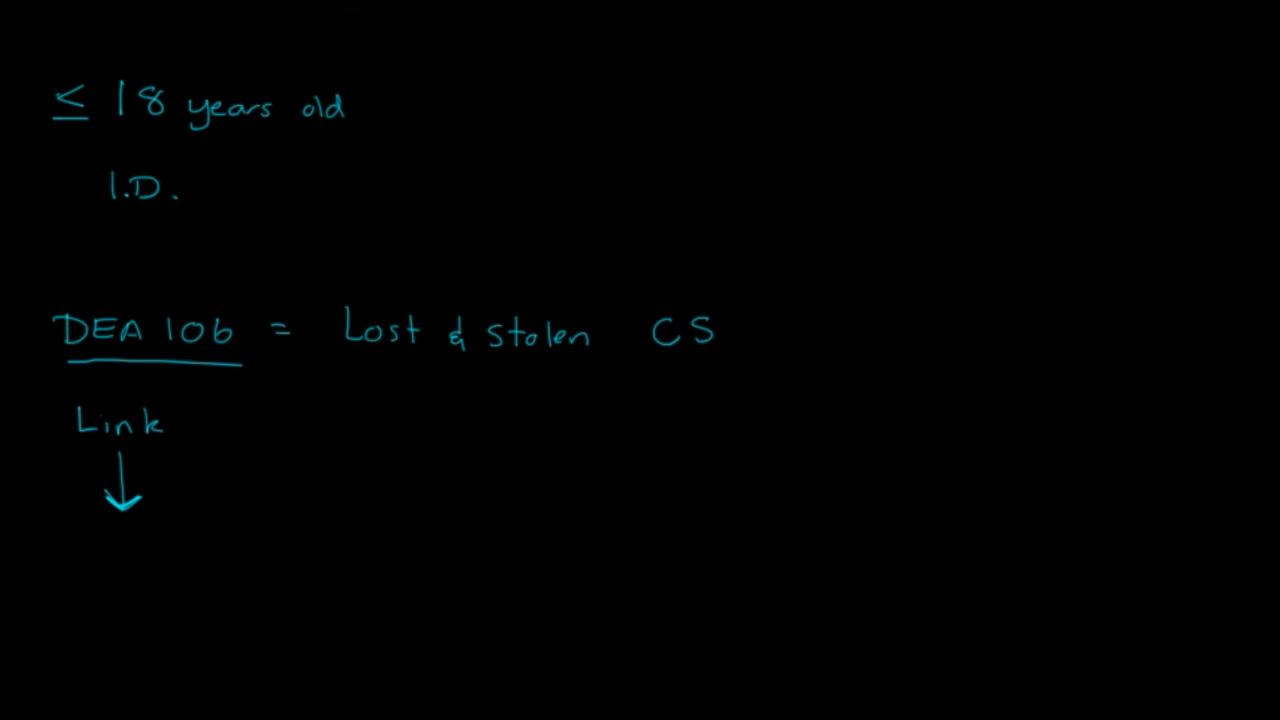 ≤ 18 years old
I.D.
DEA 106 = Lost & Stolen CS
Link